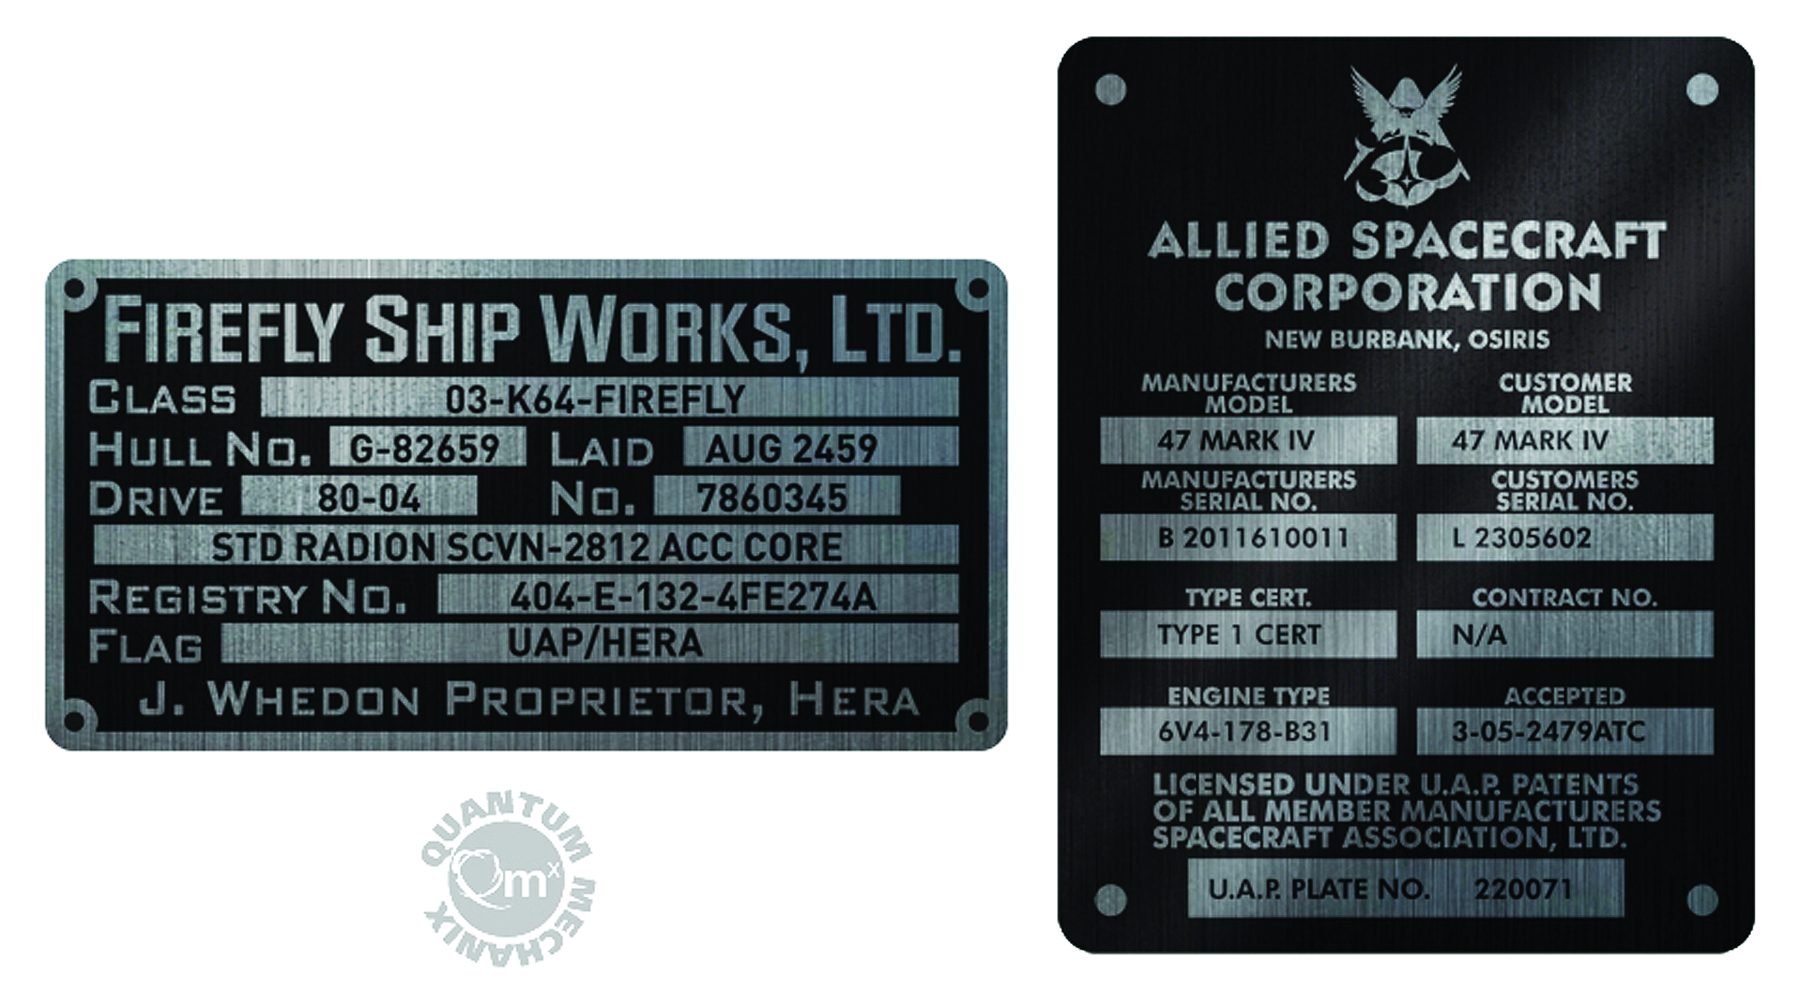 FIREFLY SHIP WORKS, LTD.
CLASS 03-K64-FIREFLY
HULL NO. G-82659 LAID AUG 2459
DRIVE 80-04 NO. 7860345
STD RADION SCVN-2812 ACC CORE
REGISTRY NO. 404-E-132-4FE274A
FLAG UAP/HERA
J. WHEDON PROPRIETOR, HERA
QUANTUM MECHANIX
Qmx
ALLIED SPACECRAFT
CORPORATION
NEW BURBANK, OSIRIS
MANUFACTURERS CUSTOMER
MODEL MODEL
47 MARK IV 47 MARK IV
MANUFACTURERS CUSTOMERS
SERIAL NO. SERIAL NO.
B 2011610011 L 2305602
TYPE CERT. CONTRACT NO.
TYPE 1 CERT N/A
ENGINE TYPE ACCEPTED
6V4-178-B31 3-05-2479ATC
LICENSED UNDER U.A.P. PATENTS
OF ALL MEMBER MANUFACTURERS
SPACECRAFT ASSOCIATION, LTD.
U.A.P. PLATE NO. 220071